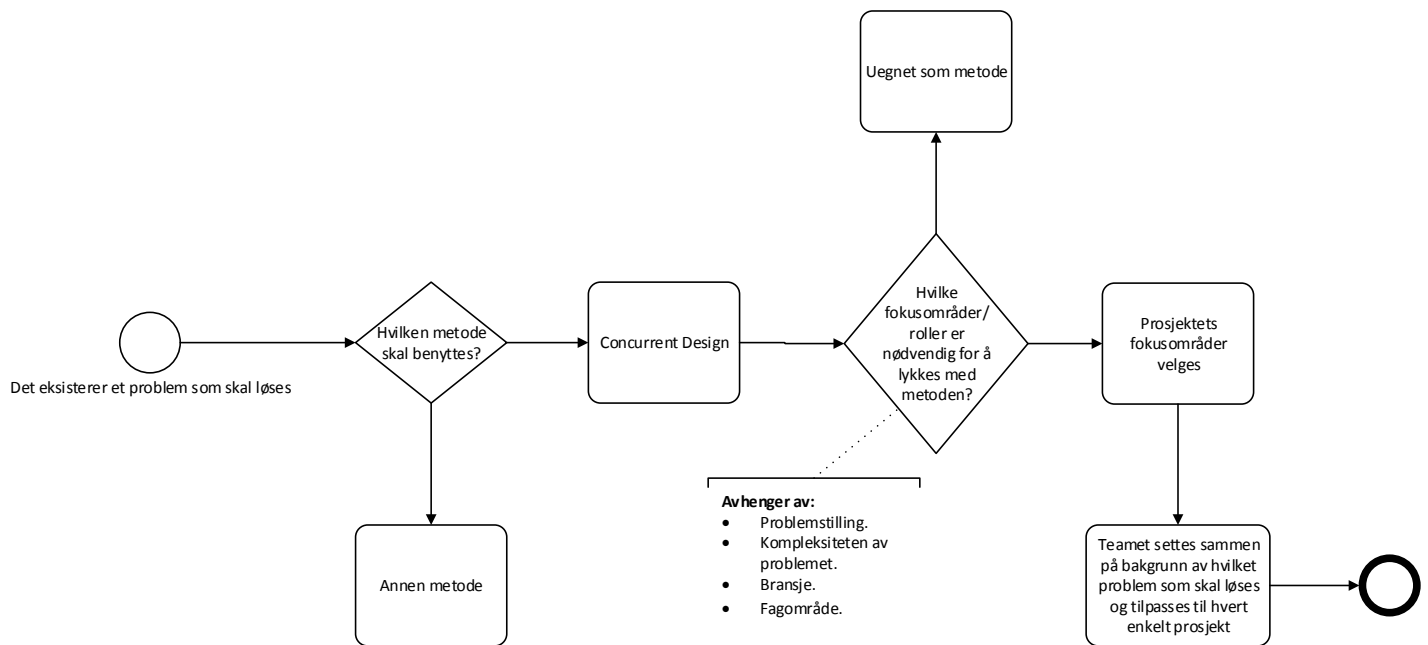 Uegnet som metode
Det eksisterer et problem som skal løses
Hvilken metode
skal benyttes?
Concurrent Design
Hvilke
fokusområder/
roller er
nødvendig for å
lykkes med
metoden?
Prosjektets
fokusområder
velges
Annen metode
Avhenger av:
• Problemstilling.
• Kompleksiteten av
problemet.
• Bransje.
• Fagområde.
Teamet settes sammen
på bakgrunn av hvilket
problem som skal løses
og tilpasses til hvert
enkelt prosjekt